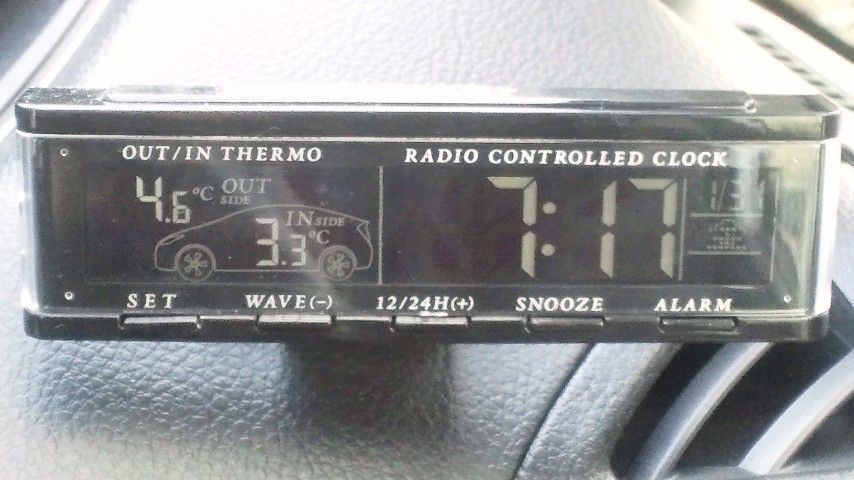 OUT/IN THERMO
RADIO CONTROLLED CLOCK
4.6 °C OUT SIDE
3.3 °C IN SIDE
7:17
SET WAVE(-) 12/24H(+) SNOOZE ALARM